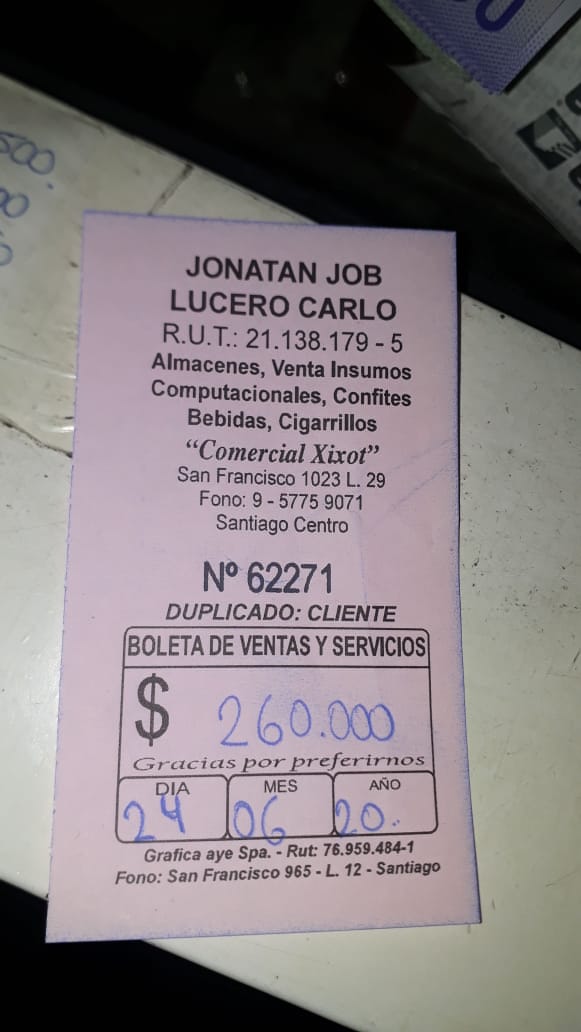 500.
JONATAN JOB
LUCERO CARLO
R.U.T.: 21.138.179 - 5
Almacenes, Venta Insumos
Computacionales, Confites
Bebidas, Cigarrillos
“Comercial Xixot”
San Francisco 1023 L. 29
Fono: 9 - 5775 9071
Santiago Centro
Nº 62271
DUPLICADO: CLIENTE
BOLETA DE VENTAS Y SERVICIOS
$ 260.000
Gracias por preferirnos
DIA MES AÑO
24 06 20.
Grafica aye Spa. - Rut: 76.959.484-1
Fono: San Francisco 965 - L. 12 - Santiago